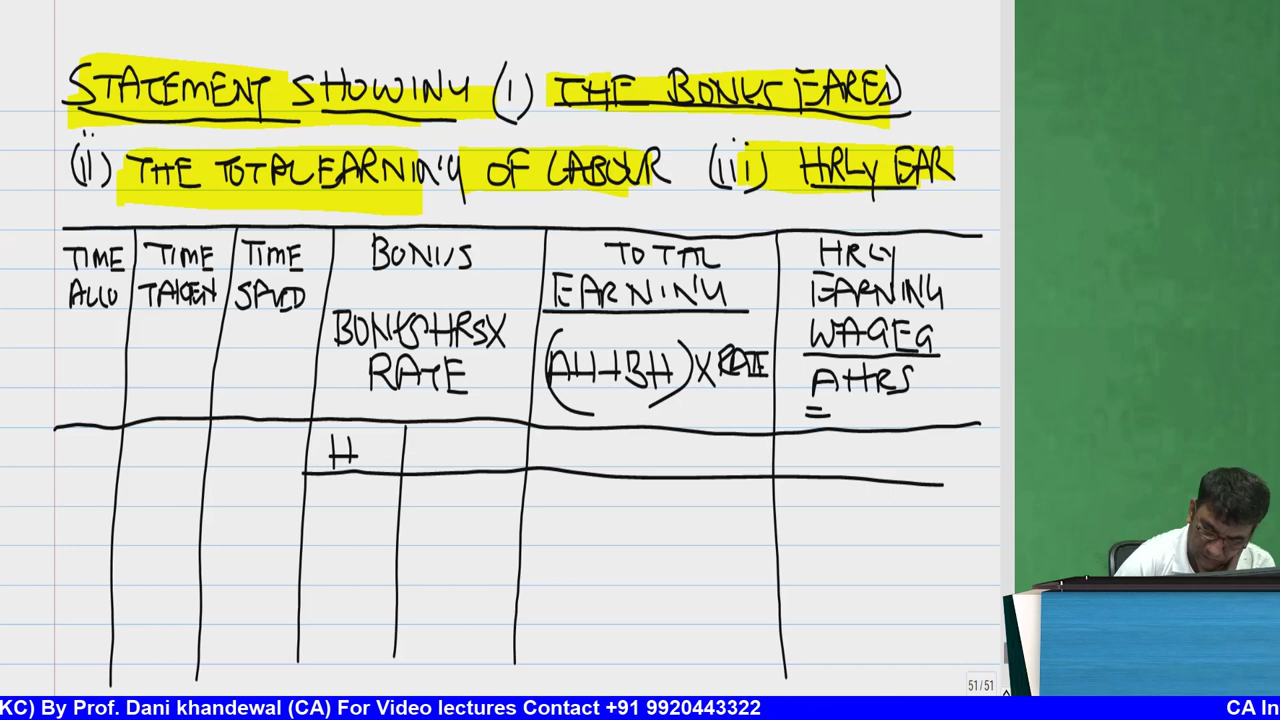 STATEMENT SHOWING (i) THE BONUS EARED
(ii) THE TOTAL EARNING OF LABOUR (iii) HRLY EAR
TIME ALLO
TIME TAKEN
TIME SAVED
BONUS
BONUS HRS X
RATE
TOTAL
EARNING
(AH+BH) X RATE
HRLY
EARNING
WAGES
AHRS
H
51/51
KC) By Prof. Dani khandewal (CA) For Video lectures Contact +91 9920443322
CA In